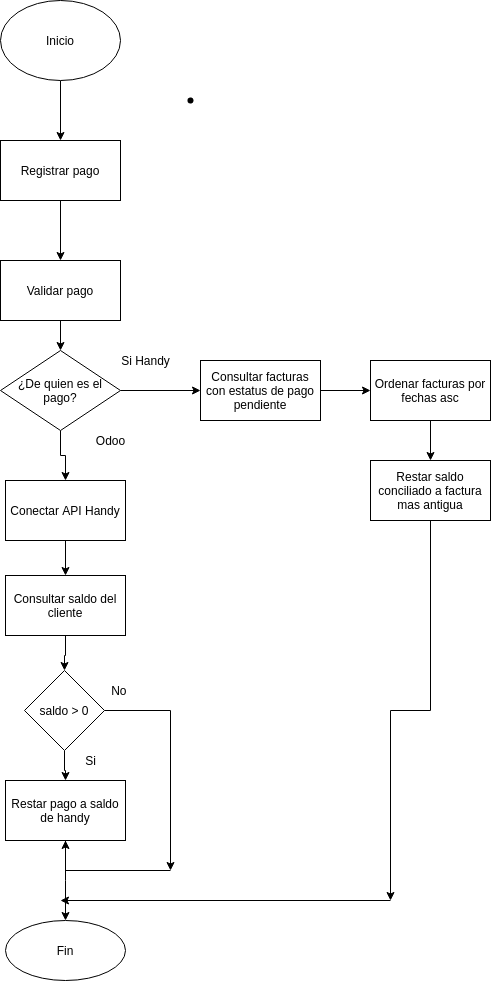 Inicio
Registrar pago
Validar pago
¿De quien es el
pago?
Si Handy
Consultar facturas
con estatus de pago
pendiente
Ordenar facturas por
fechas asc
Odoo
Restar saldo
conciliado a factura
mas antigua
Conectar API Handy
Consultar saldo del
cliente
saldo > 0
No
Si
Restar pago a saldo
de handy
Fin